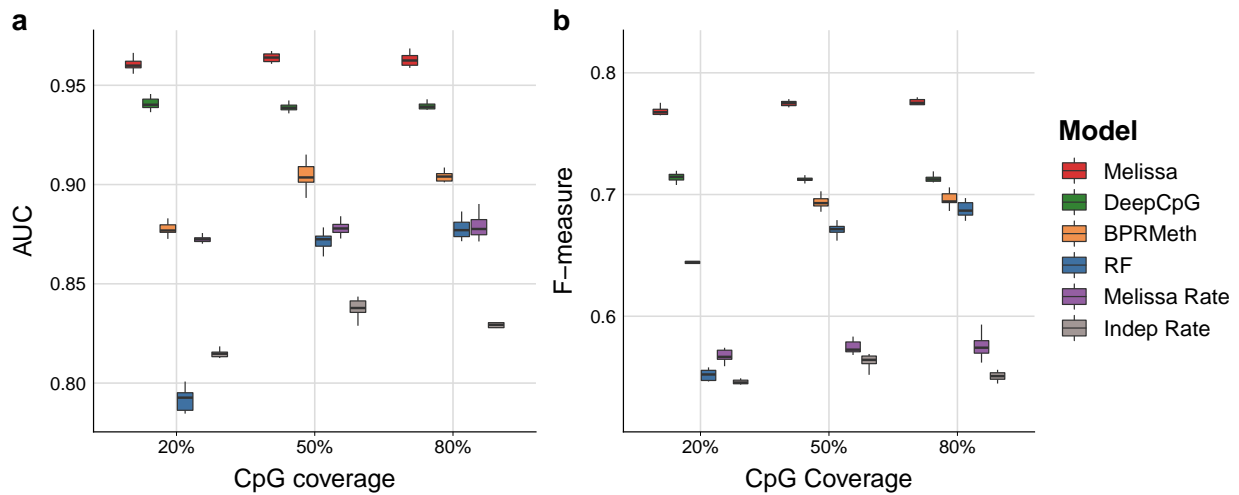 a
AUC
0.95
0.90
0.85
0.80
20%
50%
80%
CpG coverage
b
F−measure
0.8
0.7
0.6
20%
50%
80%
CpG Coverage
Model
Melissa
DeepCpG
BPRMeth
RF
Melissa Rate
Indep Rate